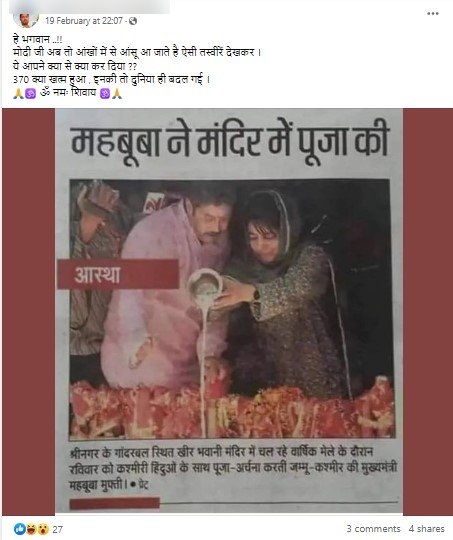 19 February at 22:07
हे भगवान ..!!
मोदी जी अब तो आंखों में से आंसू आ जाते है ऐसी तस्वीरें देखकर ।
ये आपने क्या से क्या कर दिया ??
370 क्या खत्म हुआ , इनकी तो दुनिया ही बदल गई ।
🙏🕉 ॐ नमः शिवाय 🕉🙏
महबूबा ने मंदिर में पूजा की
आस्था
श्रीनगर के गांदरबल स्थित खीर भवानी मंदिर में चल रहे वार्षिक मेले के दौरान
रविवार को कश्मीरी हिंदुओं के साथ पूजा-अर्चना करती जम्मू-कश्मीर की मुख्यमंत्री
महबूबा मुफ्ती। • प्रेट्र
27
3 comments 4 shares